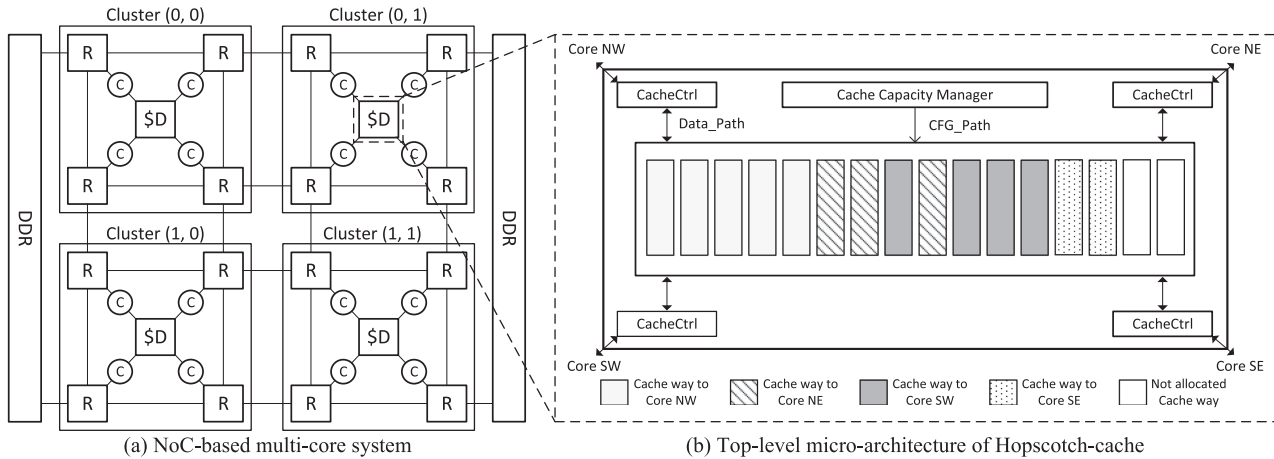 Cluster (0, 0)
Cluster (0, 1)
R
R
R
R
C
C
C
C
$D
$D
C
C
C
C
R
R
R
R
DDR
DDR
Cluster (1, 0)
Cluster (1, 1)
R
R
R
R
C
C
C
C
$D
$D
C
C
C
C
R
R
R
R
(a) NoC-based multi-core system
Core NW
Core NE
CacheCtrl
Cache Capacity Manager
CacheCtrl
Data_Path
CFG_Path
CacheCtrl
CacheCtrl
Core SW
Core SE
Cache way to
Core NW
Cache way to
Core NE
Cache way to
Core SW
Cache way to
Core SE
Not allocated
Cache way
(b) Top-level micro-architecture of Hopscotch-cache